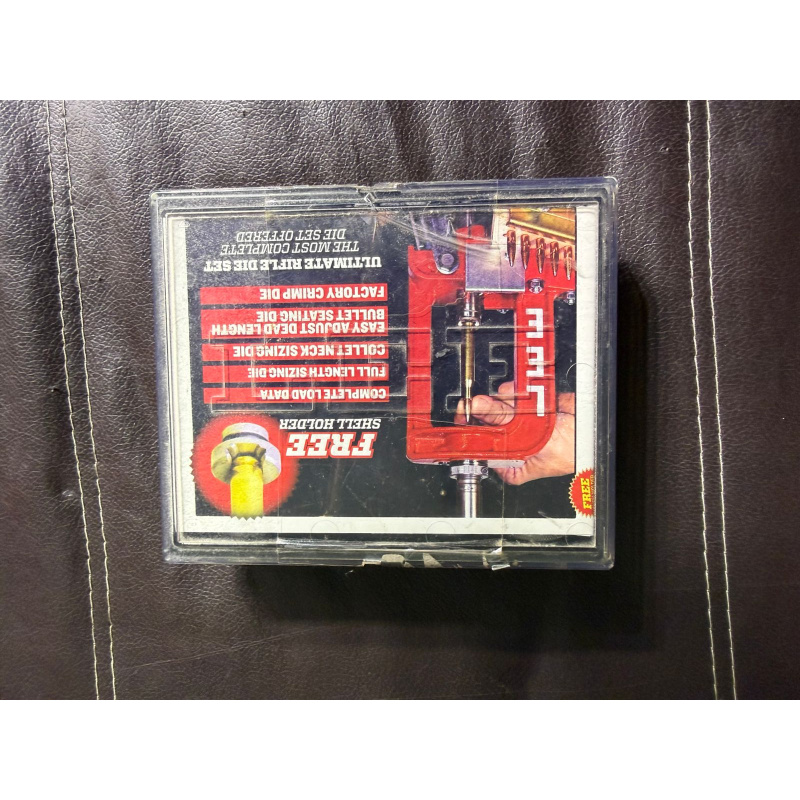 FREE
SHELL HOLDER
COMPLETE LOAD DATA
FULL LENGTH SIZING DIE
COLLET NECK SIZING DIE
EASY ADJUST DEAD LENGTH
BULLET SEATING DIE
FACTORY CRIMP DIE
ULTIMATE RIFLE DIE SET
THE MOST COMPLETE
DIE SET OFFERED
LEE
FREE